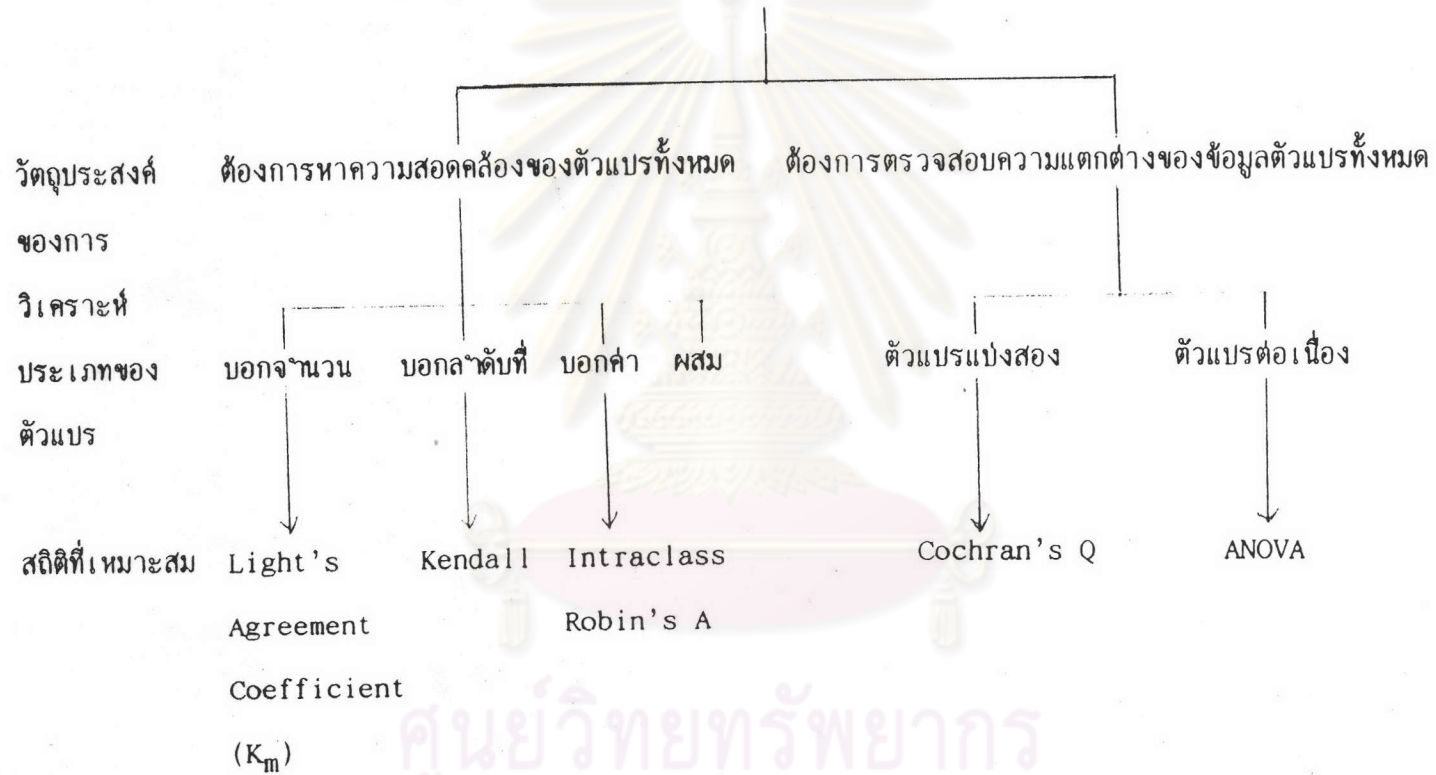 วัตถุประสงค์ ต้องการหาความสอดคล้องของตัวแปรทั้งหมด ต้องการตรวจสอบความแตกต่างของข้อมูลตัวแปรทั้งหมด
ของการ
วิเคราะห์
ประเภทของ บอกจำนวน บอกลำดับที่ บอกค่า ผสม ตัวแปรแบ่งสอง ตัวแปรต่อเนื่อง
ตัวแปร
สถิติที่เหมาะสม Light's Kendall Intraclass Cochran's Q ANOVA
Agreement Robin's A
Coefficient
(Km)
ศูนย์วิทยทรัพยากร